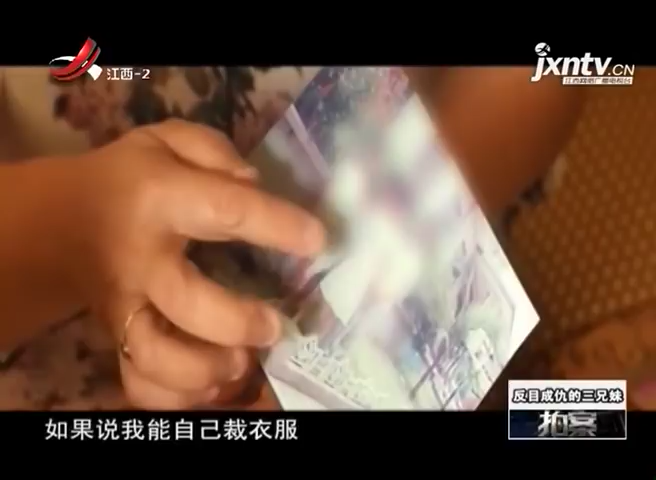 江西-2
jxntv.CN
江西网络广播电视台
反目成仇的三兄妹
拍案
如果说我能自己裁衣服